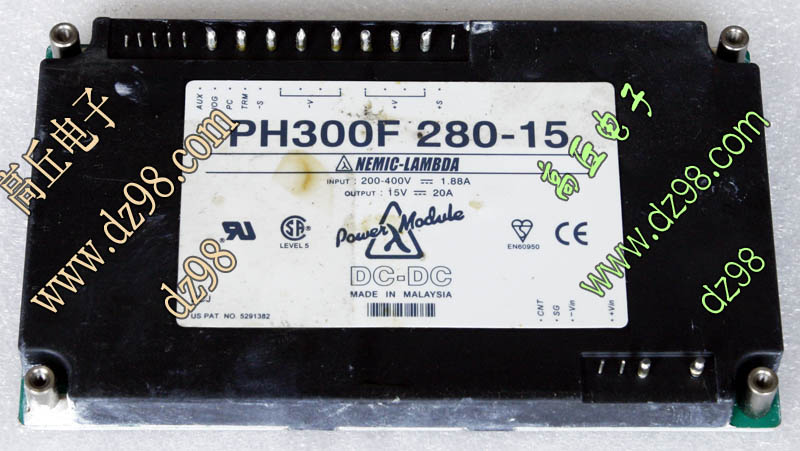 AUX
IOG
PC
TRM
-S
-V
+V
+S
PH300F 280-15
NEMIC-LAMBDA
INPUT : 200-400V ⎓ 1.88A
OUTPUT : 15V ⎓ 20A
Power Module
LEVEL 5
EN60950
DC-DC
MADE IN MALAYSIA
US PAT. NO. 5291382
CNT
SG
-Vin
+Vin
高丘电子
www.dz98.com
dz98
高丘电子
www.dz98.com
dz98